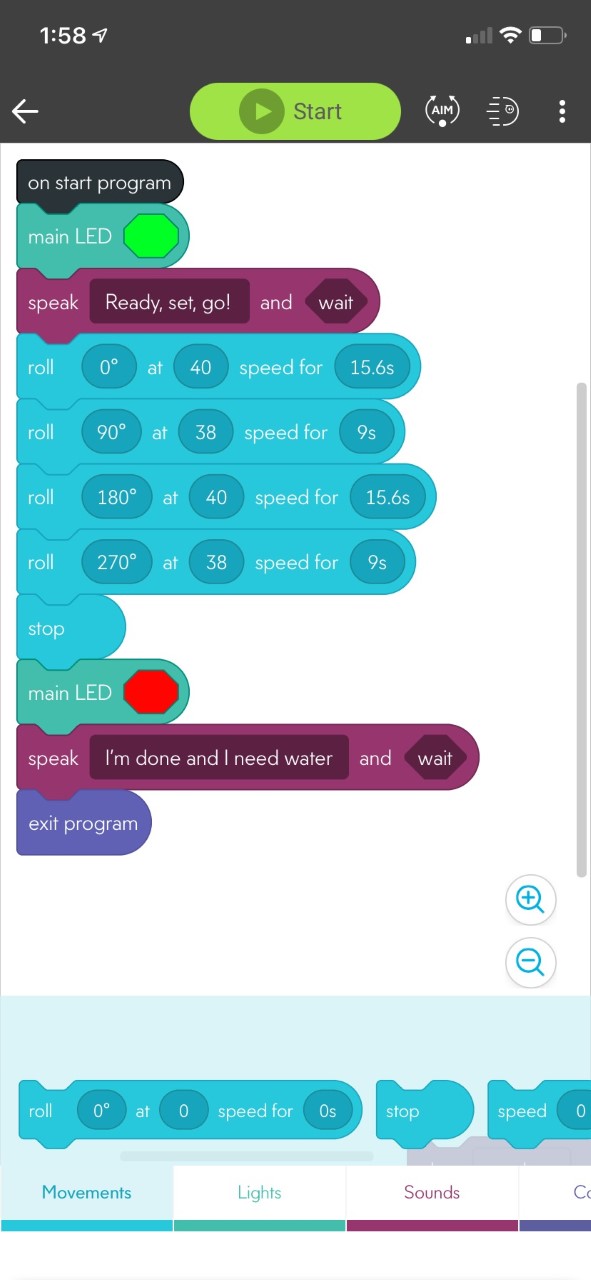 1:58
Start
AIM
on start program
main LED
speak Ready, set, go! and wait
roll 0° at 40 speed for 15.6s
roll 90° at 38 speed for 9s
roll 180° at 40 speed for 15.6s
roll 270° at 38 speed for 9s
stop
main LED
speak I'm done and I need water and wait
exit program
roll 0° at 0 speed for 0s stop speed 0
Movements Lights Sounds